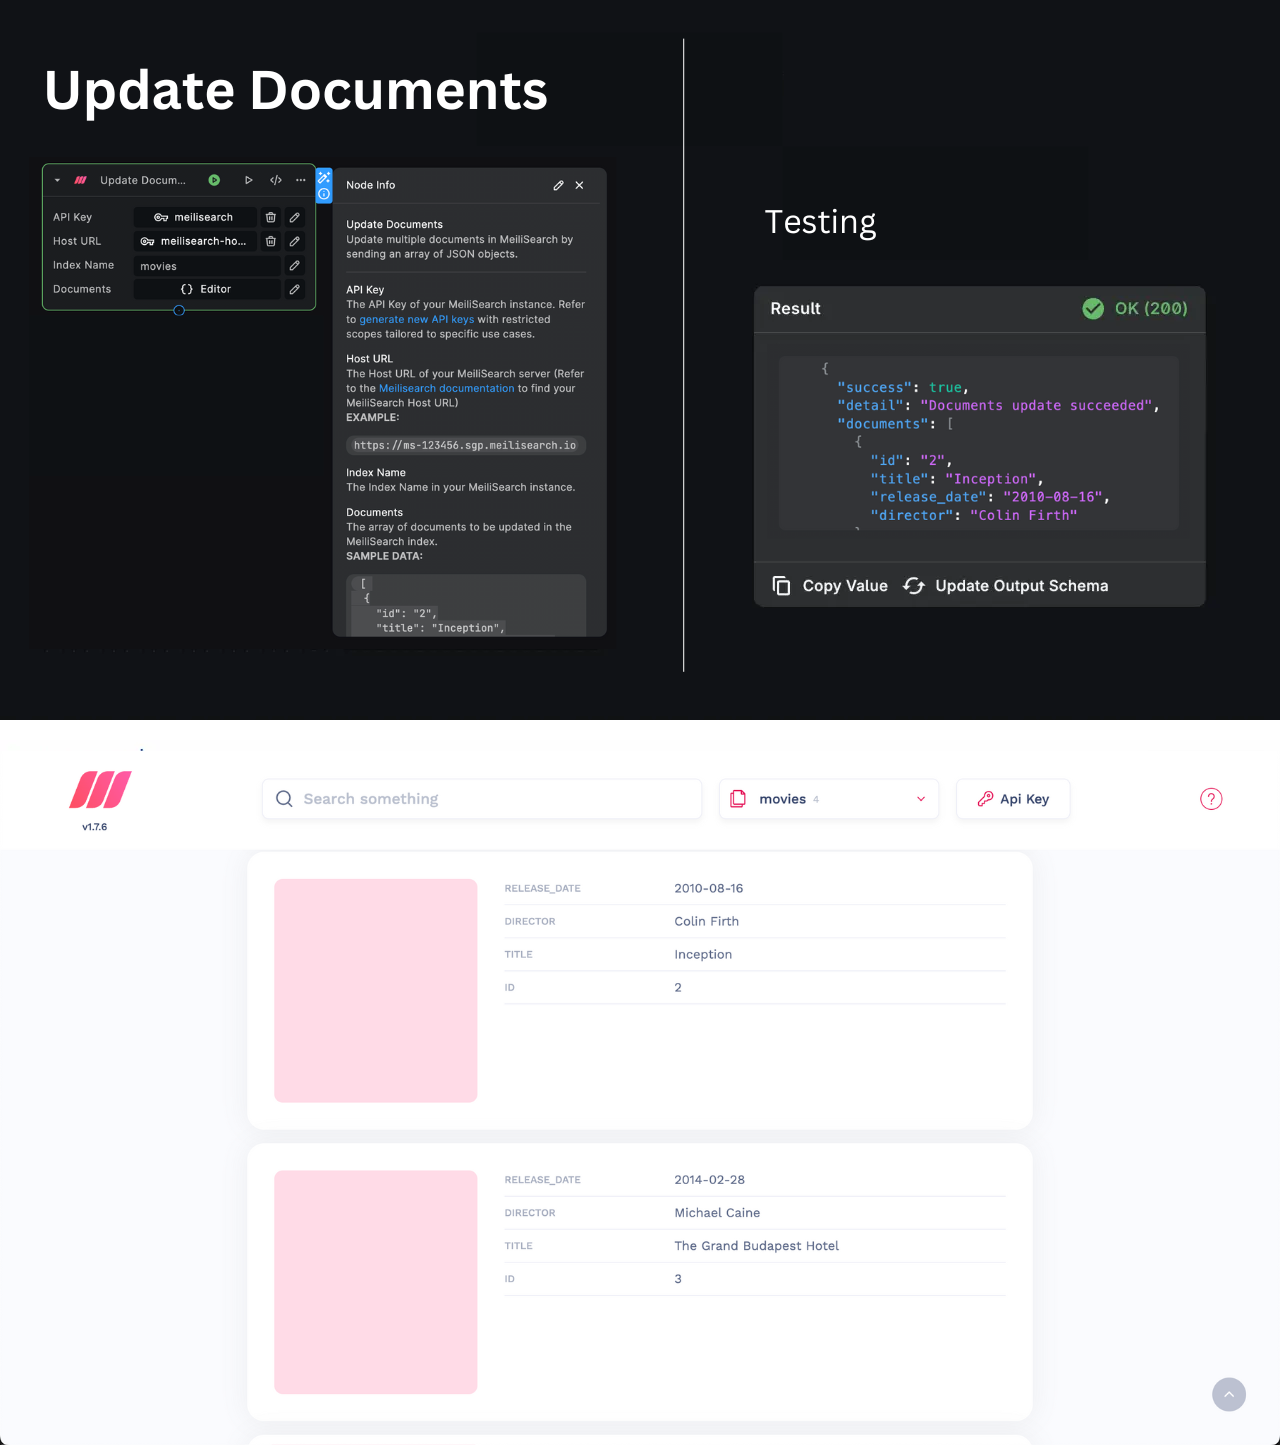 Update Documents
Update Docum...
API Key
meilisearch
Host URL
meilisearch-ho...
Index Name
movies
Documents
{} Editor
Node Info
Update Documents
Update multiple documents in MeiliSearch by
sending an array of JSON objects.
API Key
The API Key of your MeiliSearch instance. Refer
to generate new API keys with restricted
scopes tailored to specific use cases.
Host URL
The Host URL of your MeiliSearch server (Refer
to the Meilisearch documentation to find your
MeiliSearch Host URL)
EXAMPLE:
https://ms-123456.sgp.meilisearch.io
Index Name
The Index Name in your MeiliSearch instance.
Documents
The array of documents to be updated in the
MeiliSearch index.
SAMPLE DATA:
[
{
"id": "2",
"title": "Inception",
Testing
Result
OK (200)
{
"success": true,
"detail": "Documents update succeeded",
"documents": [
{
"id": "2",
"title": "Inception",
"release_date": "2010-08-16",
"director": "Colin Firth"
Copy Value
Update Output Schema
v1.7.6
Search something
movies 4
Api Key
RELEASE_DATE 2010-08-16
DIRECTOR Colin Firth
TITLE Inception
ID 2
RELEASE_DATE 2014-02-28
DIRECTOR Michael Caine
TITLE The Grand Budapest Hotel
ID 3